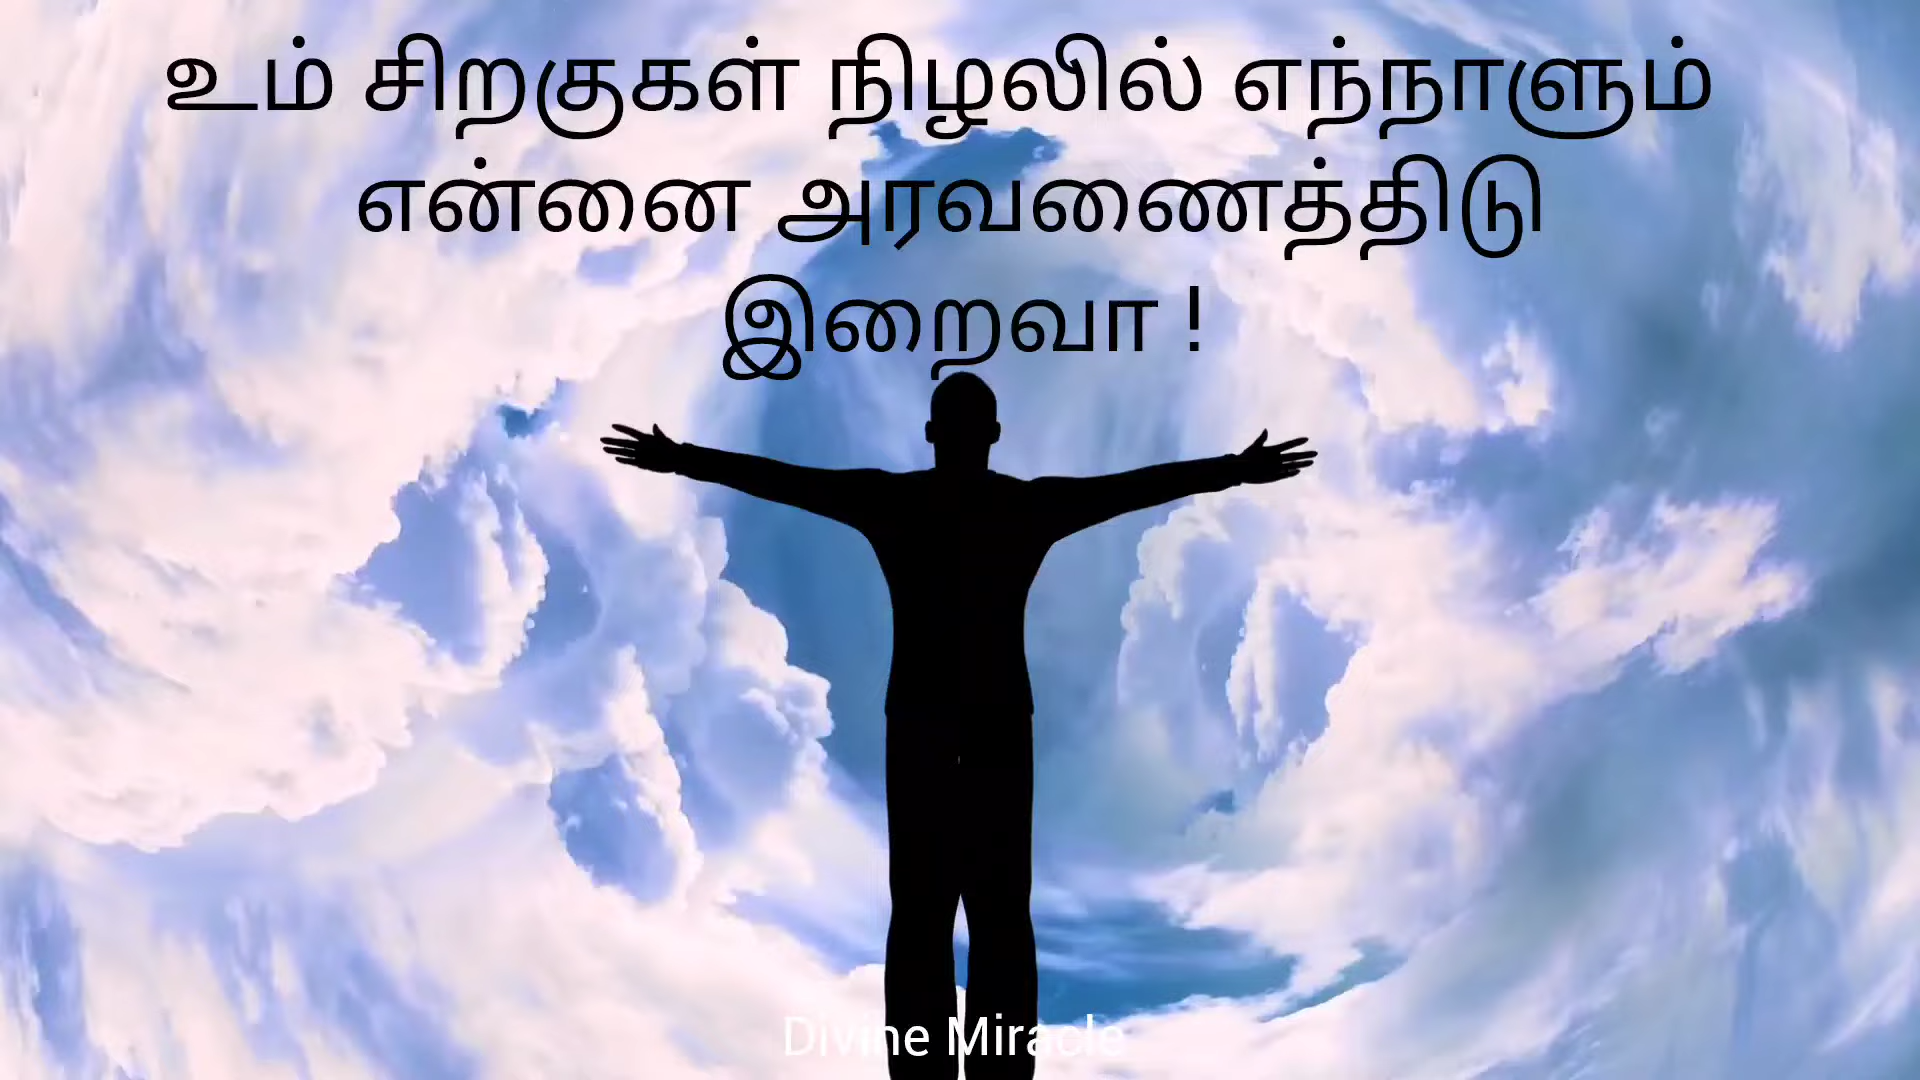 உம் சிறகுகள் நிழலில் எந்நாளும்
என்னை அரவணைத்திடு
இறைவா !
Divine Miracle